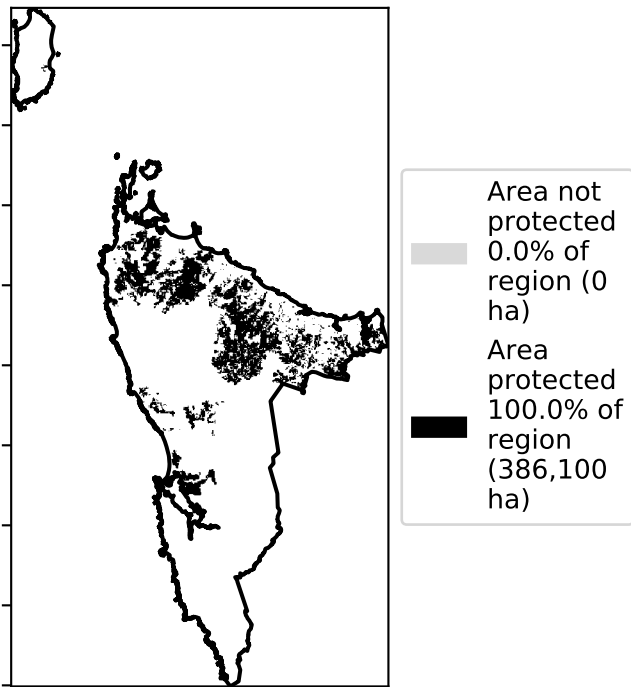 Area not
protected
0.0% of
region (0
ha)
Area
protected
100.0% of
region
(386,100
ha)